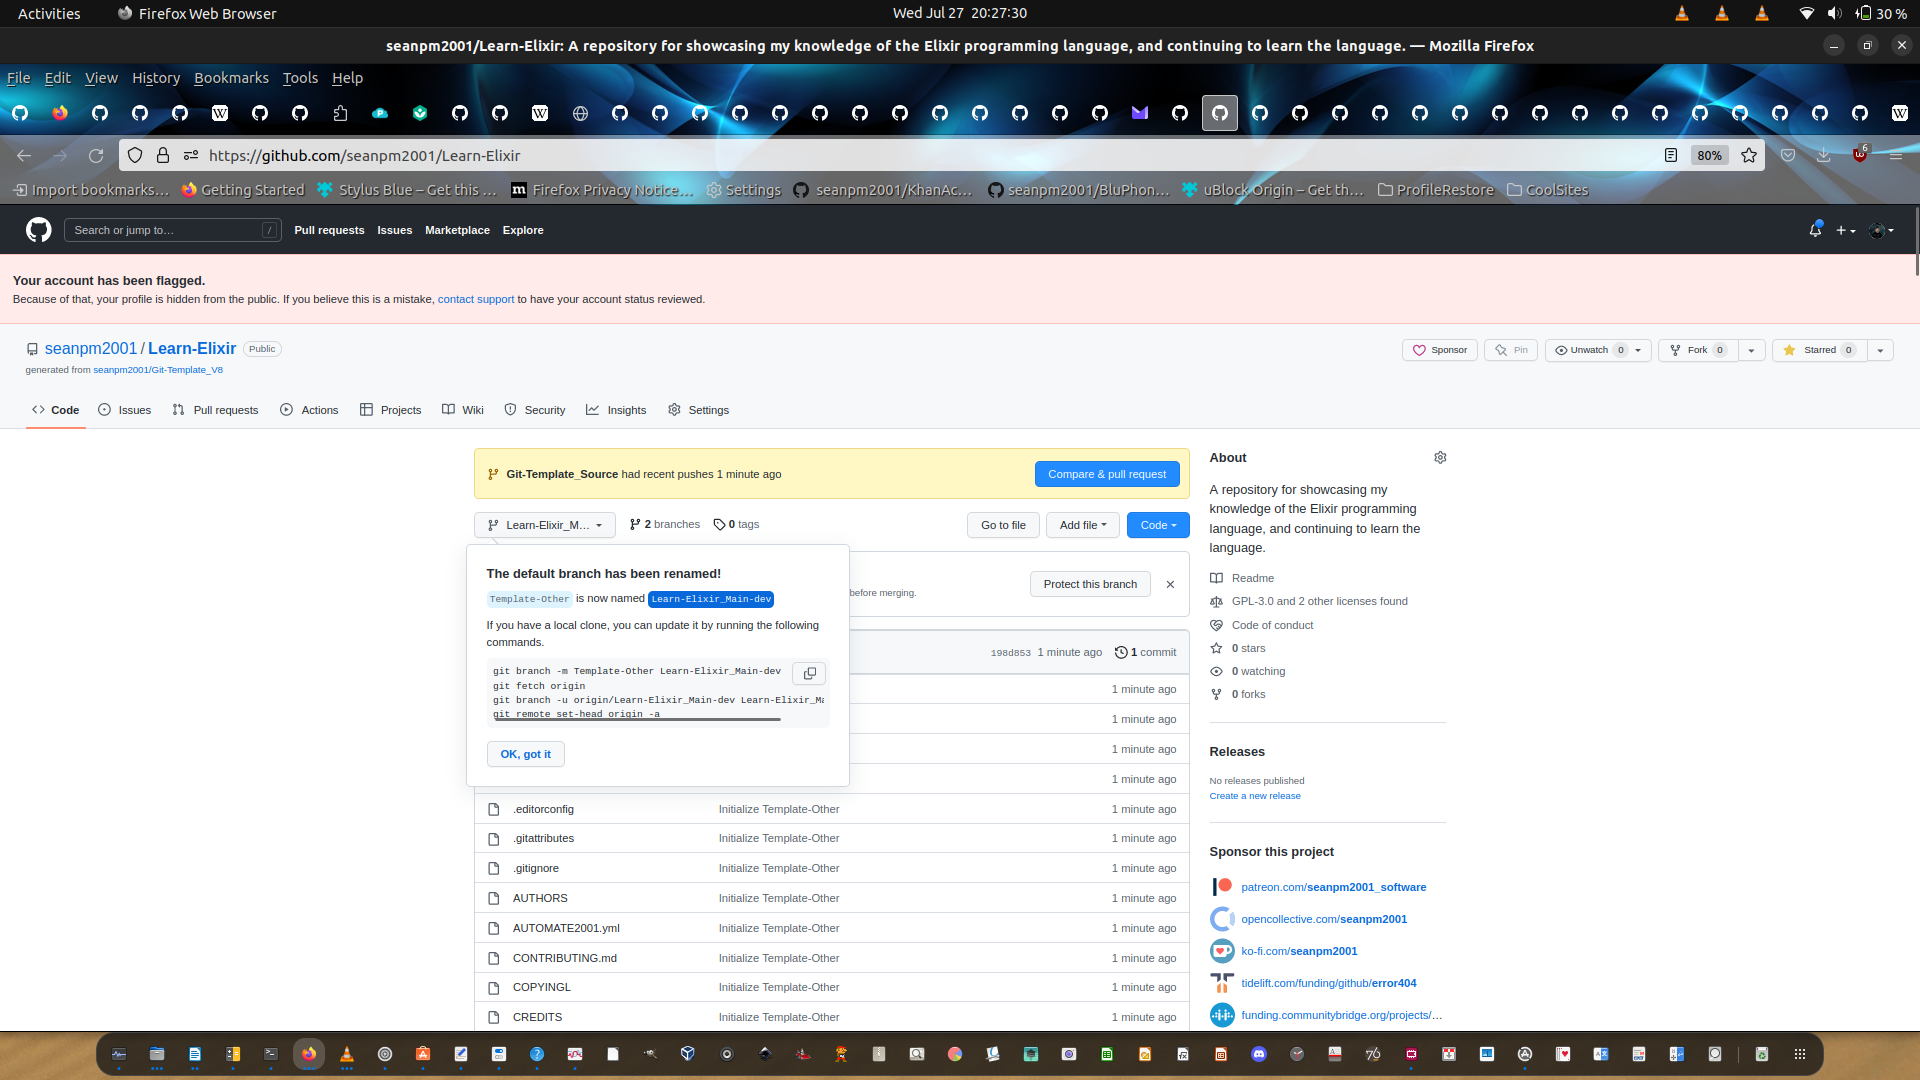 Activities
Firefox Web Browser
Wed Jul 27 20:27:30
30 %
seanpm2001/Learn-Elixir: A repository for showcasing my knowledge of the Elixir programming language, and continuing to learn the language. — Mozilla Firefox
File Edit View History Bookmarks Tools Help
https://github.com/seanpm2001/Learn-Elixir
80%
6
Import bookmarks…
Getting Started
Stylus Blue – Get this …
Firefox Privacy Notice…
Settings
seanpm2001/KhanAc…
seanpm2001/BluPhon…
uBlock Origin – Get th…
ProfileRestore
CoolSites
Search or jump to…
/
Pull requests
Issues
Marketplace
Explore
Your account has been flagged.
Because of that, your profile is hidden from the public. If you believe this is a mistake, contact support to have your account status reviewed.
seanpm2001 / Learn-Elixir
Public
generated from seanpm2001/Git-Template_V8
Sponsor
Pin
Unwatch 0
Fork 0
Starred 0
Code
Issues
Pull requests
Actions
Projects
Wiki
Security
Insights
Settings
Git-Template_Source had recent pushes 1 minute ago
Compare & pull request
Learn-Elixir_M…
2 branches
0 tags
Go to file
Add file
Code
The default branch has been renamed!
Template-Other is now named Learn-Elixir_Main-dev
If you have a local clone, you can update it by running the following
commands.
git branch -m Template-Other Learn-Elixir_Main-dev
git fetch origin
git branch -u origin/Learn-Elixir_Main-dev Learn-Elixir_Ma
git remote set-head origin -a
OK, got it
before merging.
Protect this branch
198d853 1 minute ago
1 commit
1 minute ago
1 minute ago
1 minute ago
1 minute ago
.editorconfig Initialize Template-Other 1 minute ago
.gitattributes Initialize Template-Other 1 minute ago
.gitignore Initialize Template-Other 1 minute ago
AUTHORS Initialize Template-Other 1 minute ago
AUTOMATE2001.yml Initialize Template-Other 1 minute ago
CONTRIBUTING.md Initialize Template-Other 1 minute ago
COPYINGL Initialize Template-Other 1 minute ago
CREDITS Initialize Template-Other 1 minute ago
About
A repository for showcasing my
knowledge of the Elixir programming
language, and continuing to learn the
language.
Readme
GPL-3.0 and 2 other licenses found
Code of conduct
0 stars
0 watching
0 forks
Releases
No releases published
Create a new release
Sponsor this project
patreon.com/seanpm2001_software
opencollective.com/seanpm2001
ko-fi.com/seanpm2001
tidelift.com/funding/github/error404
funding.communitybridge.org/projects/…